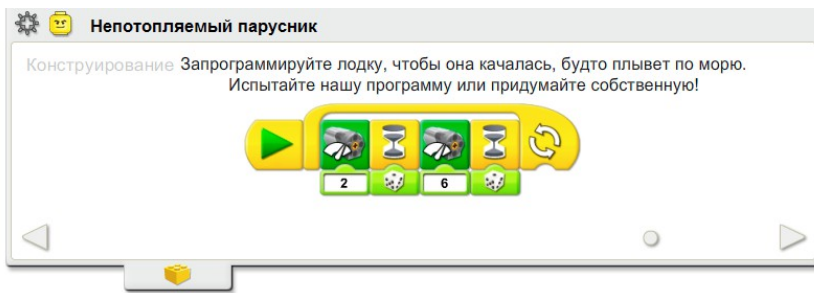 Непотопляемый парусник
Конструирование Запрограммируйте лодку, чтобы она качалась, будто плывет по морю.
Испытайте нашу программу или придумайте собственную!
2 6